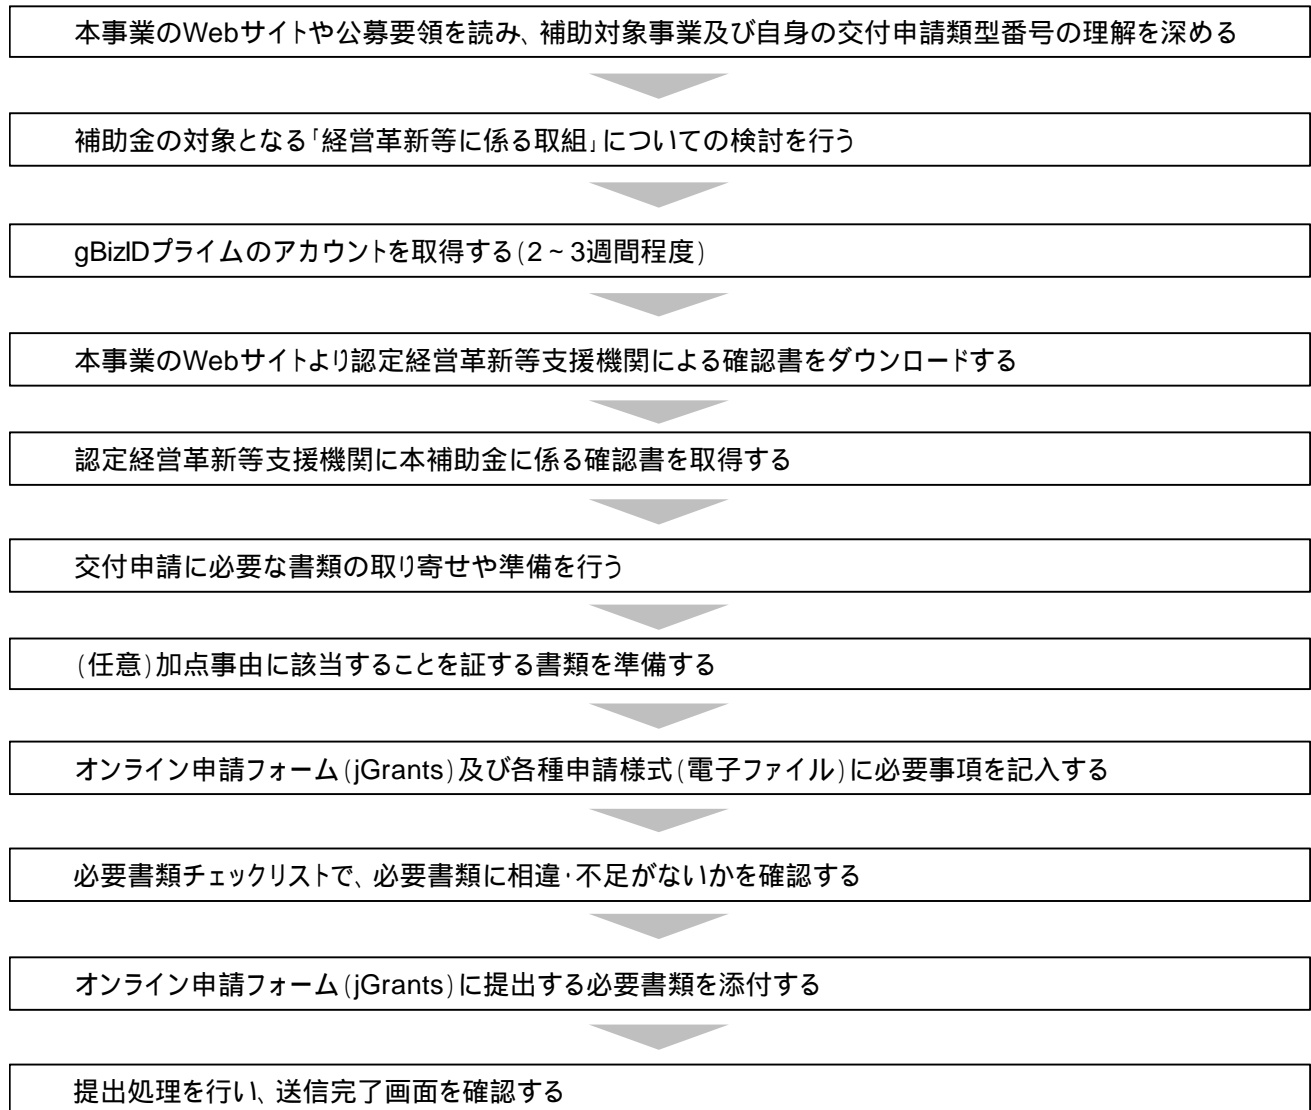 本事業のWebサイトや公募要領を読み、補助対象事業及び自身の交付申請類型番号の理解を深める
補助金の対象となる「経営革新等に係る取組」についての検討を行う
gBizIDプライムのアカウントを取得する(2~3週間程度)
本事業のWebサイトより認定経営革新等支援機関による確認書をダウンロードする
認定経営革新等支援機関に本補助金に係る確認書を取得する
交付申請に必要な書類の取り寄せや準備を行う
(任意)加点事由に該当することを証する書類を準備する
オンライン申請フォーム(jGrants)及び各種申請様式(電子ファイル)に必要事項を記入する
必要書類チェックリストで、必要書類に相違・不足がないかを確認する
オンライン申請フォーム(jGrants)に提出する必要書類を添付する
提出処理を行い、送信完了画面を確認する